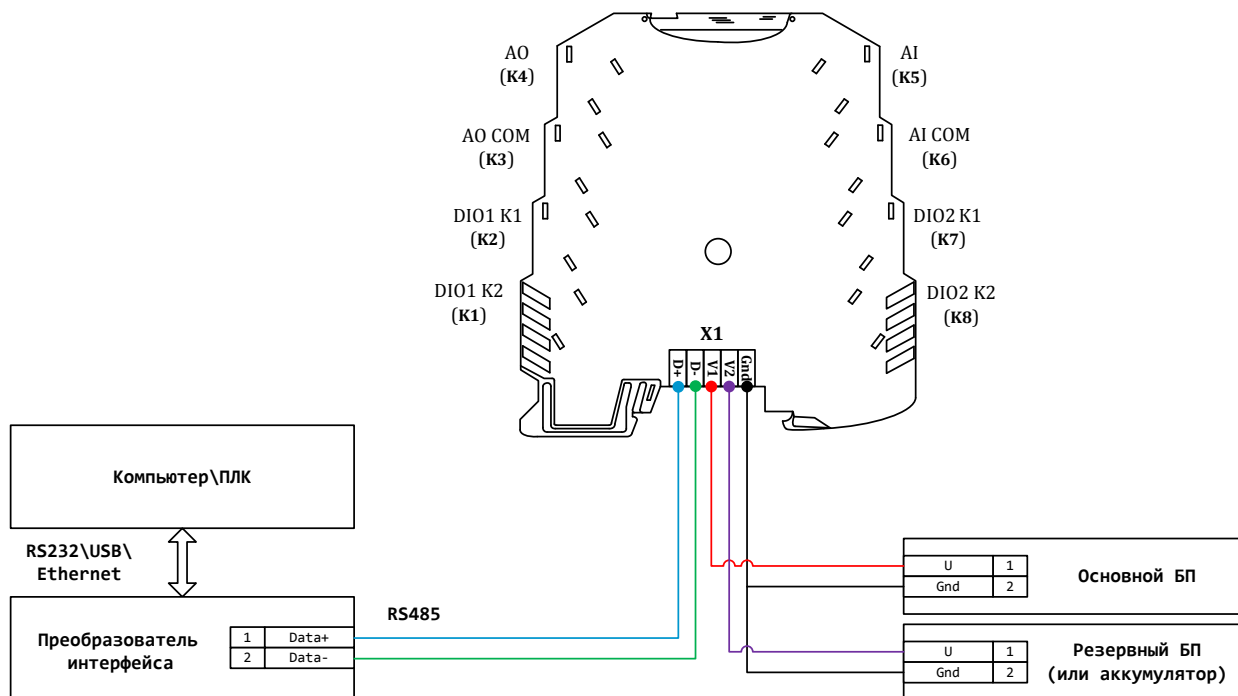 AO
(K4)
AI
(K5)
AO COM
(K3)
AI COM
(K6)
DIO1 K1
(K2)
DIO2 K1
(K7)
DIO1 K2
(K1)
DIO2 K2
(K8)
X1
D+ D- V1 V2 Gnd
Компьютер\ПЛК
RS232\USB\
Ethernet
RS485
Преобразователь
интерфейса
1 Data+
2 Data-
U 1
Gnd 2
Основной БП
U 1
Gnd 2
Резервный БП
(или аккумулятор)